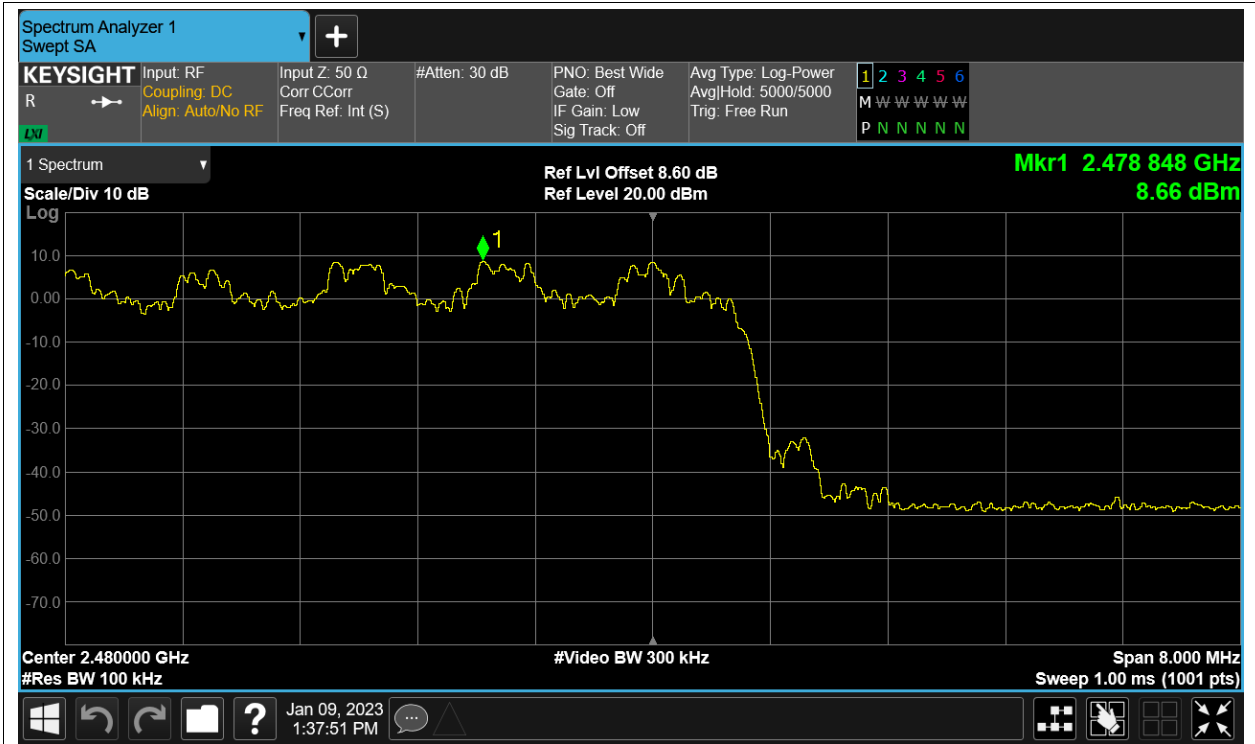 Spectrum Analyzer 1
Swept SA
KEYSIGHT
R
LXI
Input: RF
Coupling: DC
Align: Auto/No RF
Input Z: 50 Ω
Corr CCorr
Freq Ref: Int (S)
#Atten: 30 dB
PNO: Best Wide
Gate: Off
IF Gain: Low
Sig Track: Off
Avg Type: Log-Power
Avg|Hold: 5000/5000
Trig: Free Run
1 2 3 4 5 6
M W W W W W
P N N N N N
1 Spectrum
Scale/Div 10 dB
Log
Ref Lvl Offset 8.60 dB
Ref Level 20.00 dBm
Mkr1 2.478 848 GHz
8.66 dBm
1
10.0
0.00
-10.0
-20.0
-30.0
-40.0
-50.0
-60.0
-70.0
Center 2.480000 GHz
#Res BW 100 kHz
#Video BW 300 kHz
Span 8.000 MHz
Sweep 1.00 ms (1001 pts)
?
Jan 09, 2023
1:37:51 PM